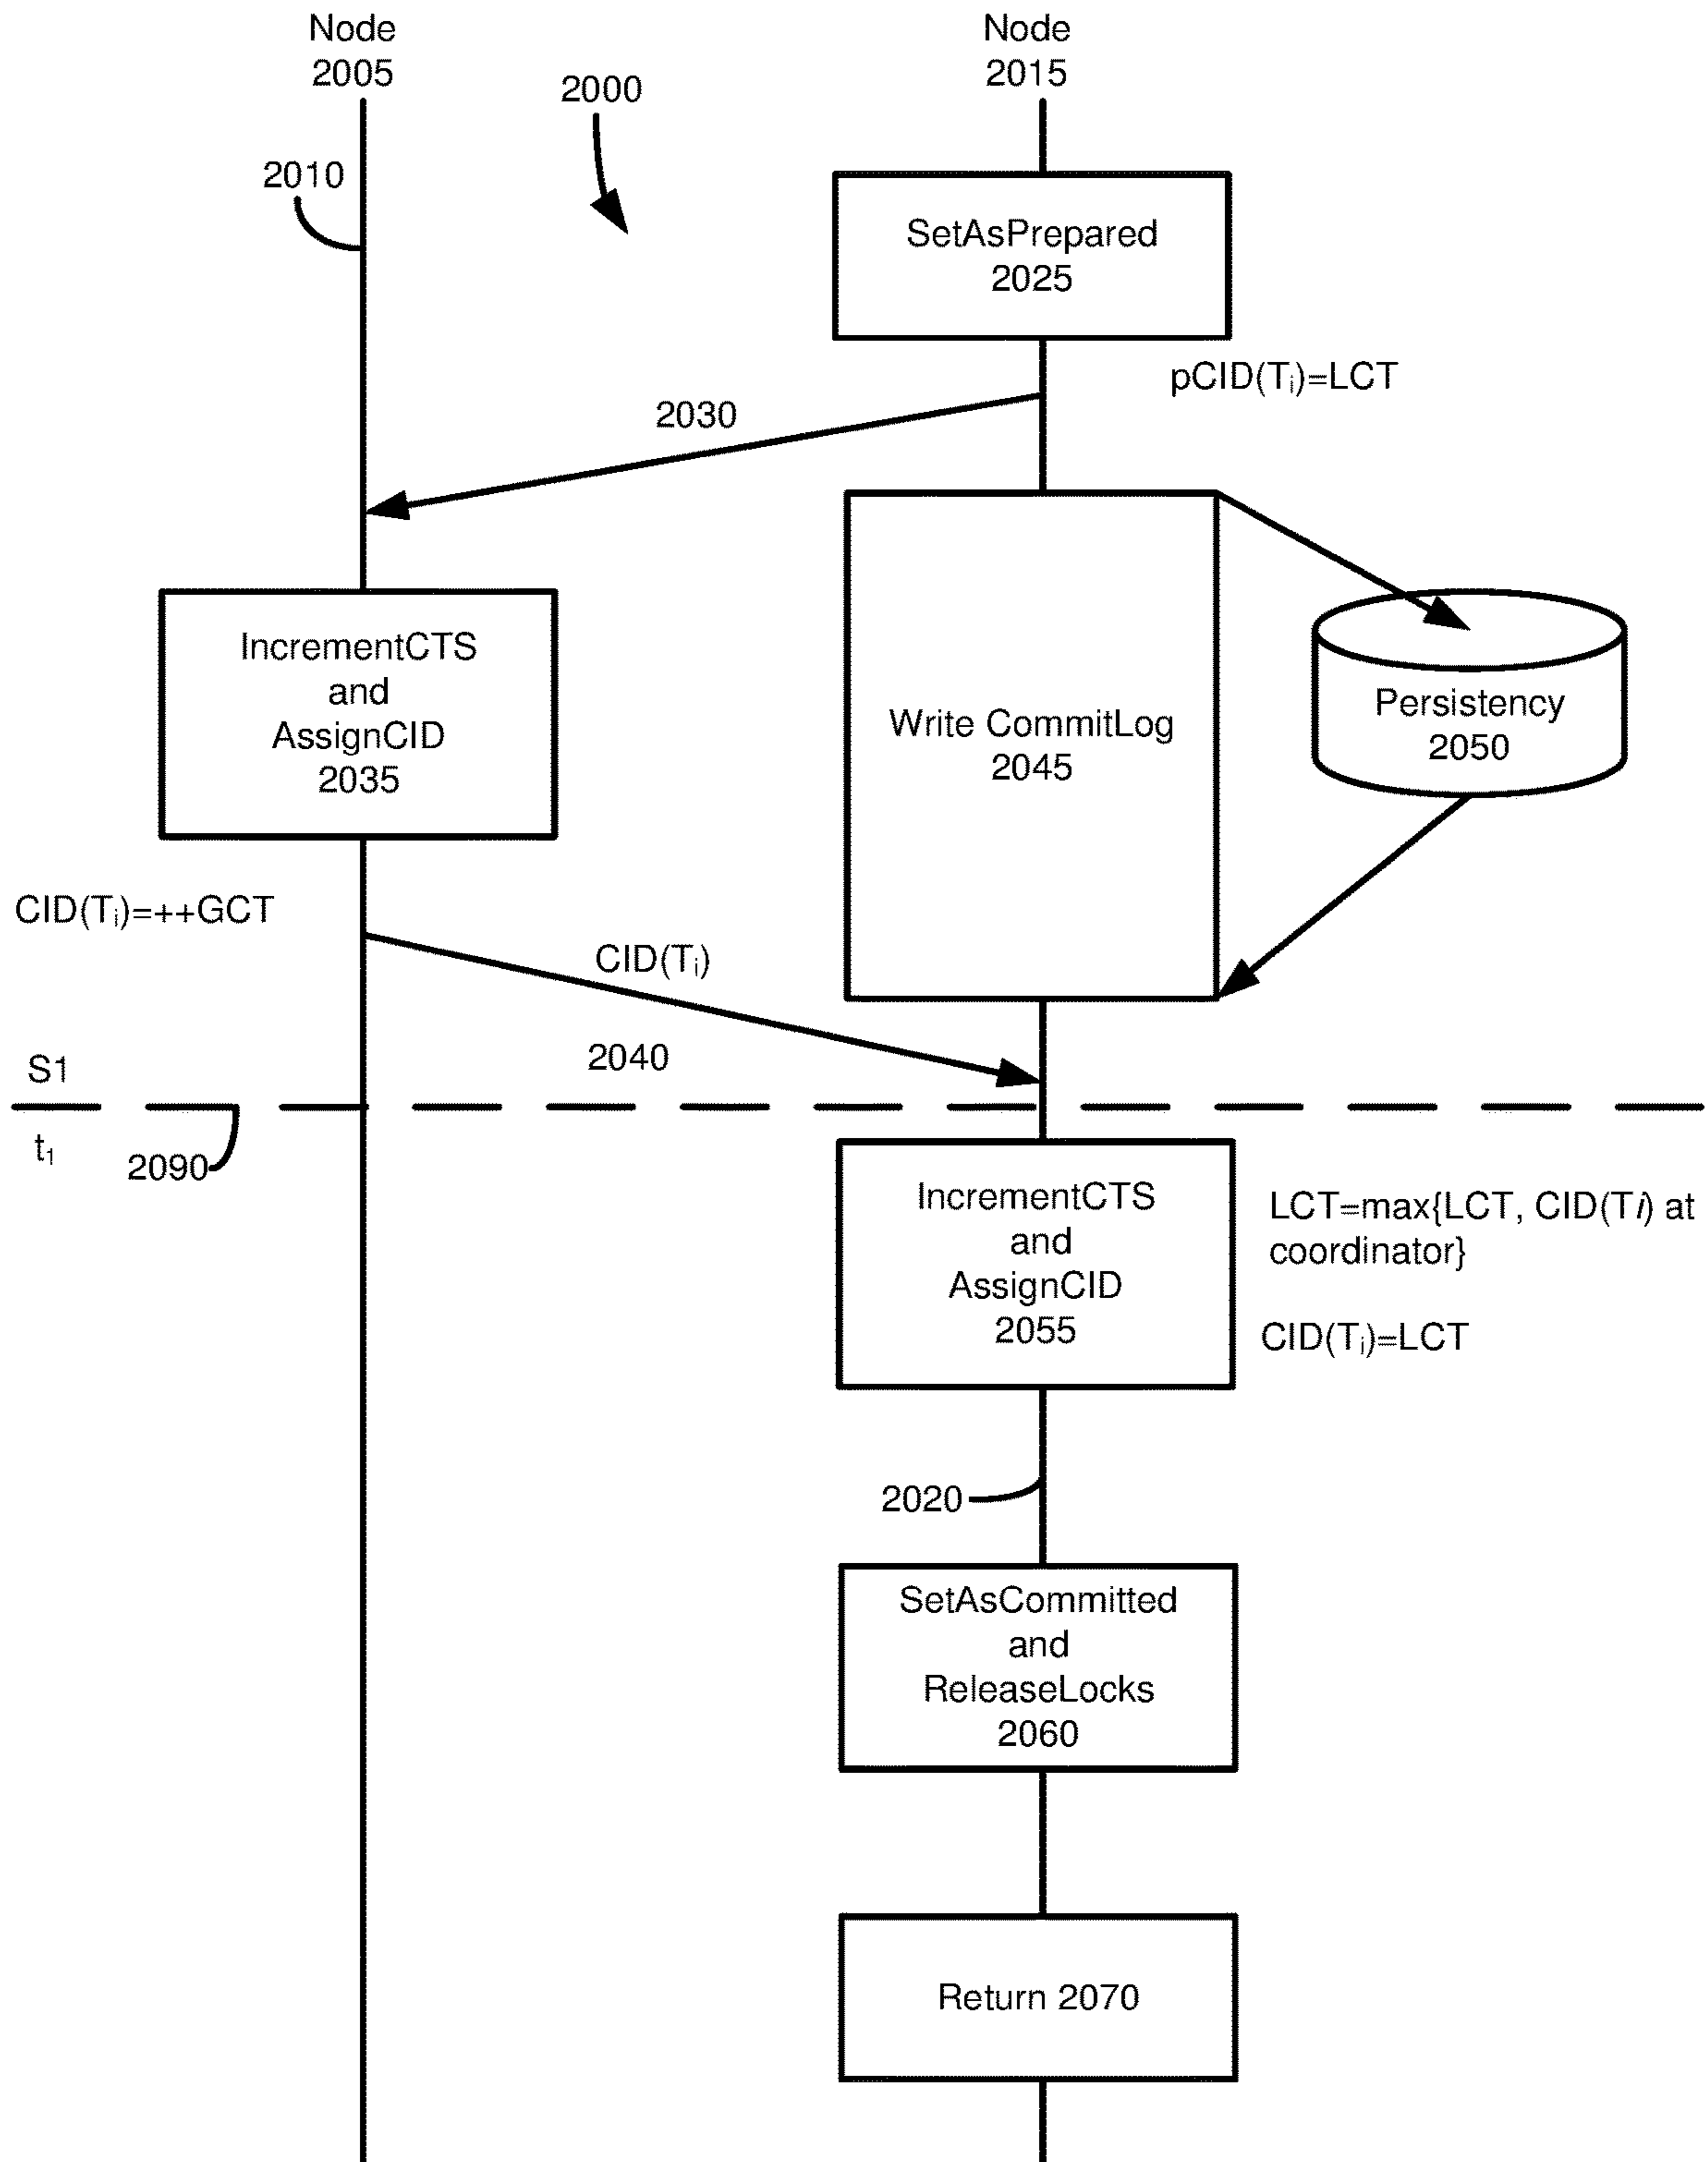 Node
2005
Node
2015
2000
2010
SetAsPrepared
2025
pCID(Tᵢ)=LCT
2030
IncrementCTS
and
AssignCID
2035
Write CommitLog
2045
Persistency
2050
CID(Tᵢ)=++GCT
CID(Tᵢ)
2040
S1
t₁
2090
IncrementCTS
and
AssignCID
2055
LCT=max{LCT, CID(Ti) at
coordinator}
CID(Tᵢ)=LCT
2020
SetAsCommitted
and
ReleaseLocks
2060
Return 2070